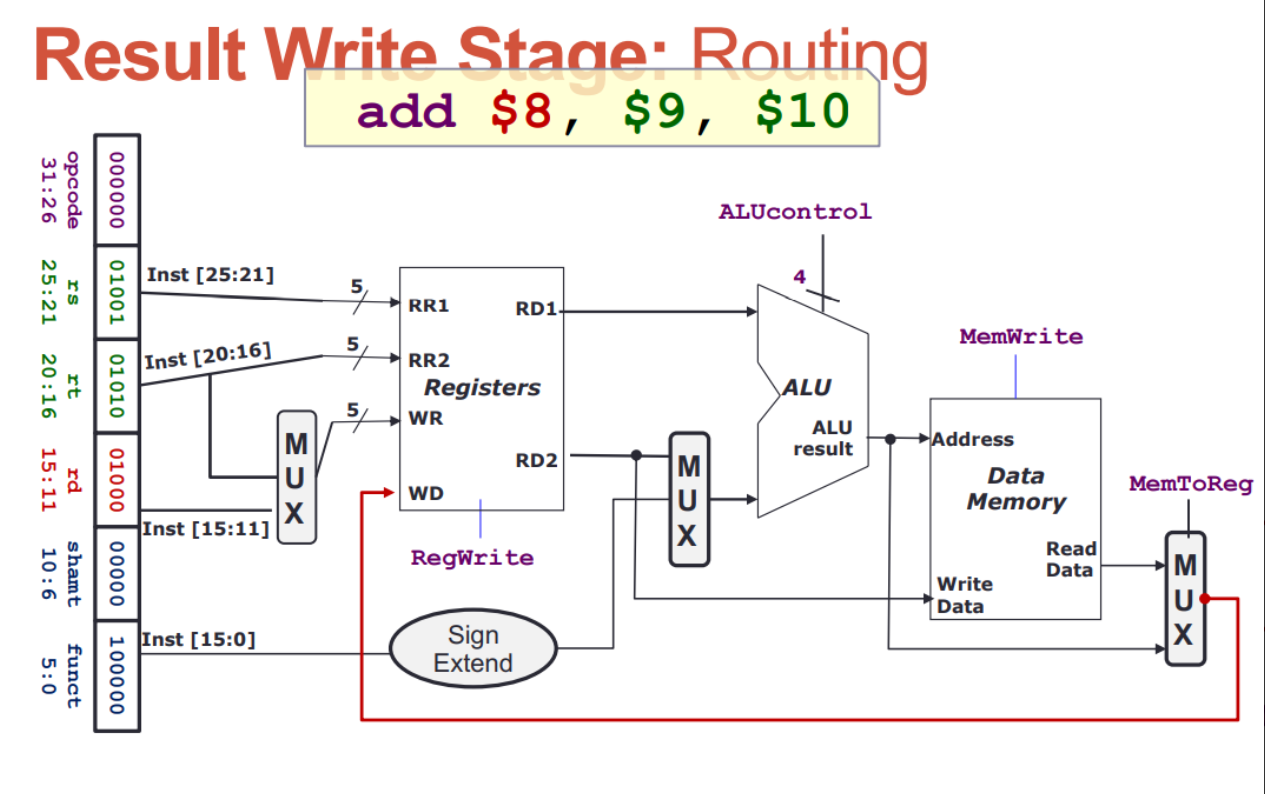 Result Write Stage: Routing
add $8, $9, $10
opcode
31:26
000000
rs
25:21
01001
rt
20:16
01010
rd
15:11
01000
shamt
10:6
00000
funct
5:0
100000
Inst [25:21]
Inst [20:16]
Inst [15:11]
Inst [15:0]
5
5
5
MUX
RR1
RR2
WR
WD
Registers
RD1
RD2
RegWrite
Sign
Extend
MUX
ALUcontrol
4
ALU
ALU
result
MemWrite
Address
Data
Memory
Read
Data
Write
Data
MemToReg
MUX